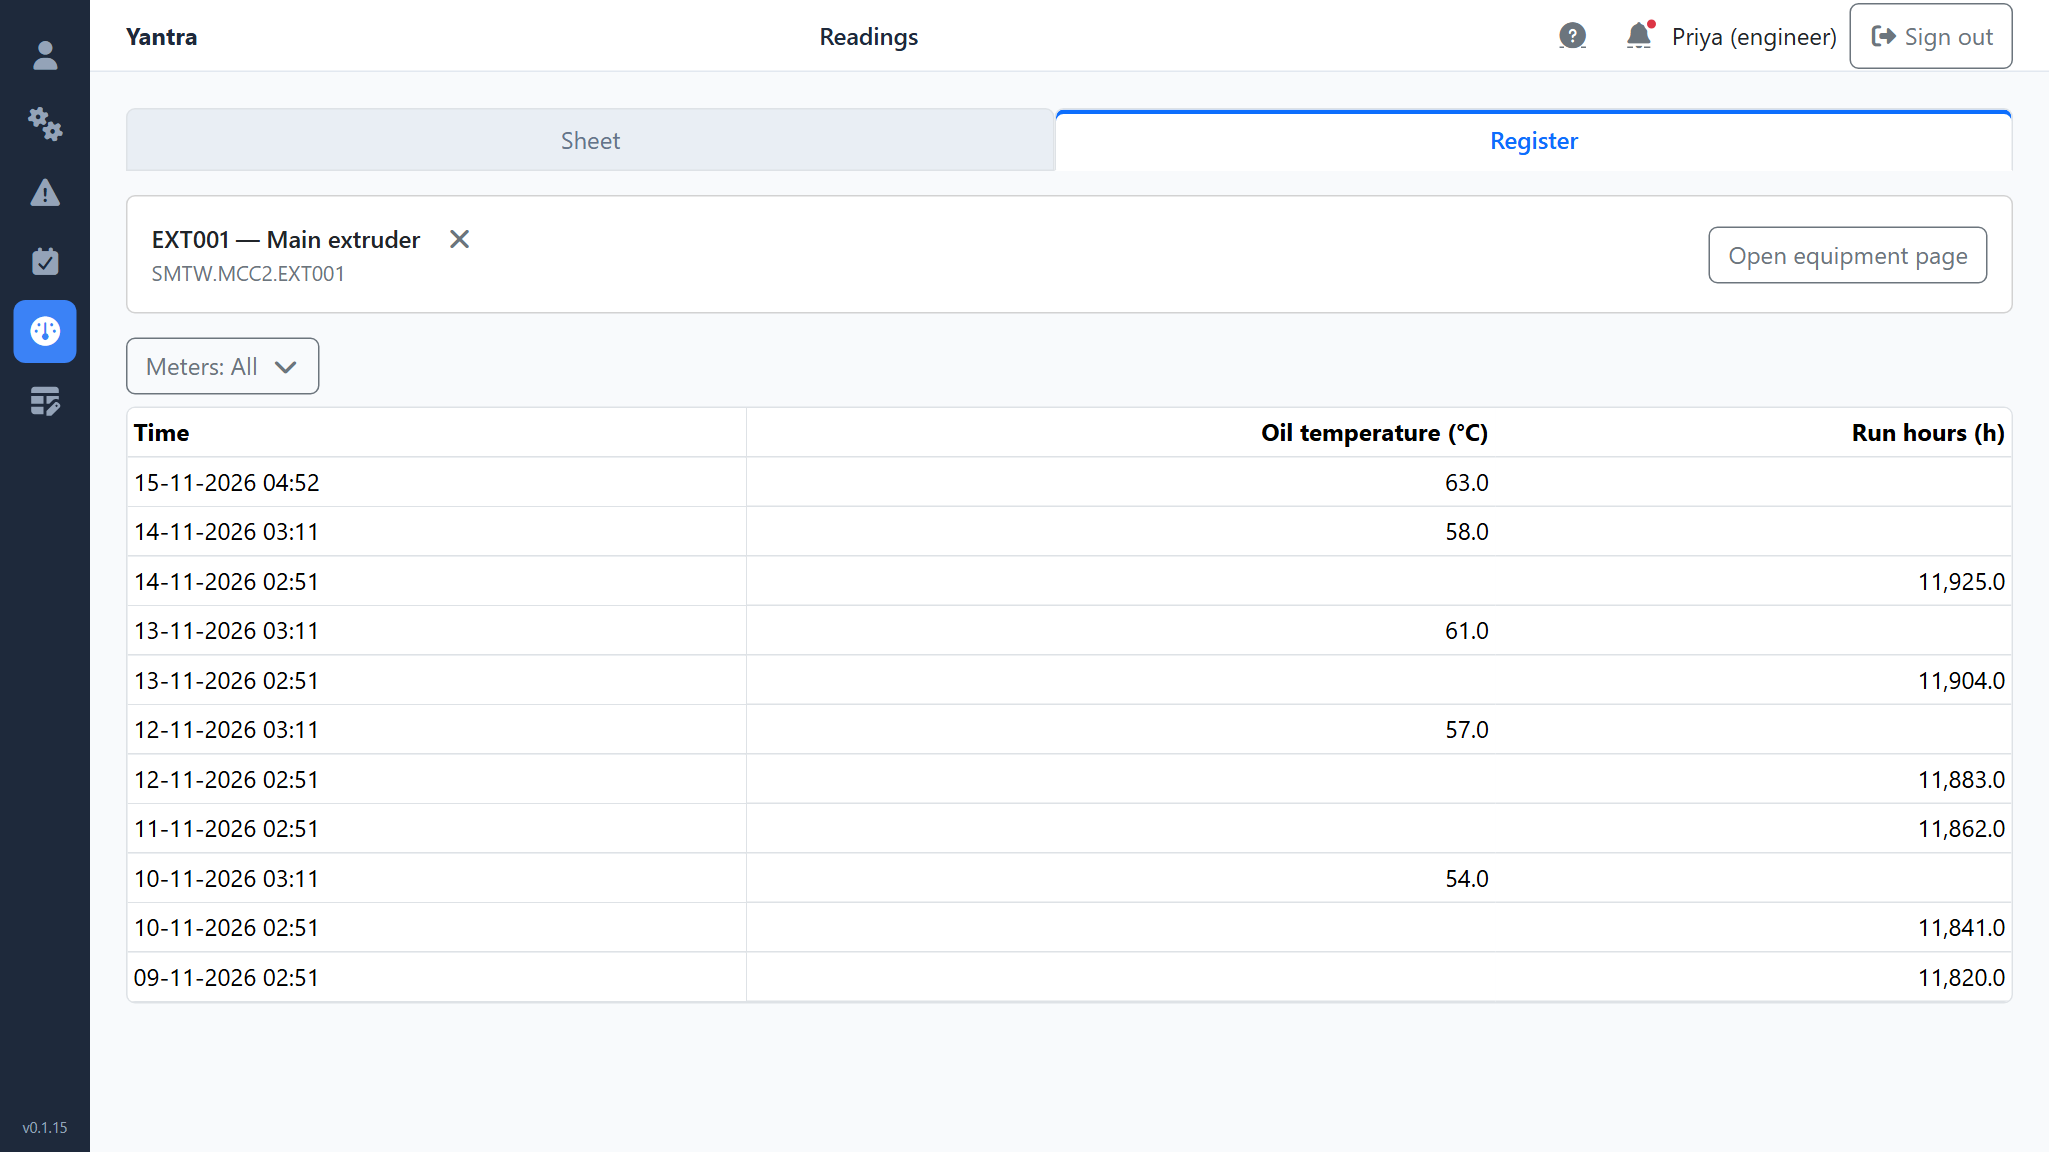 Yantra
Readings
Priya (engineer)
Sign out
Sheet
Register
EXT001 — Main extruder
SMTW.MCC2.EXT001
Open equipment page
Meters: All
Time Oil temperature (°C) Run hours (h)
15-11-2026 04:52 63.0
14-11-2026 03:11 58.0
14-11-2026 02:51 11,925.0
13-11-2026 03:11 61.0
13-11-2026 02:51 11,904.0
12-11-2026 03:11 57.0
12-11-2026 02:51 11,883.0
11-11-2026 02:51 11,862.0
10-11-2026 03:11 54.0
10-11-2026 02:51 11,841.0
09-11-2026 02:51 11,820.0
v0.1.15